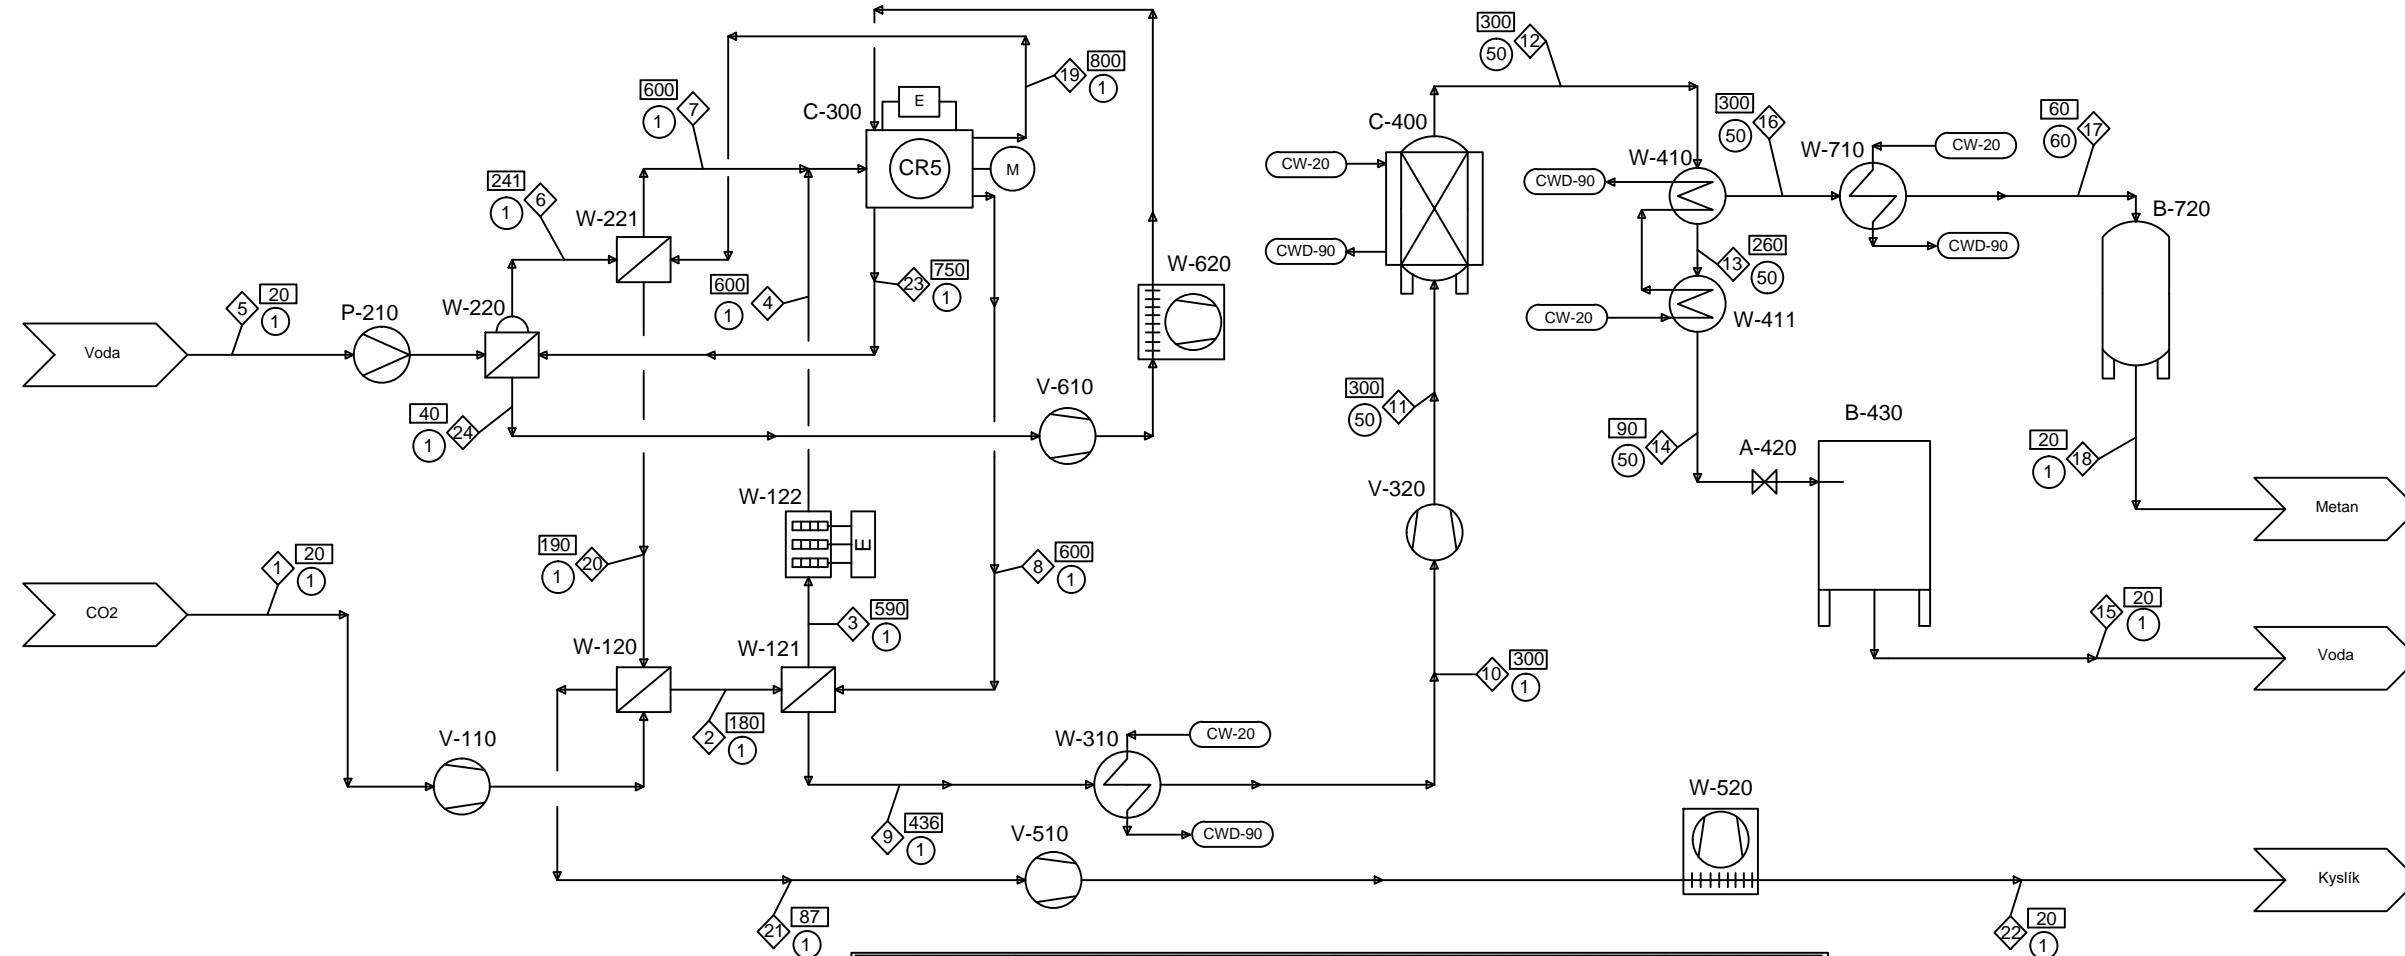 300
50
12
800
1
19
600
1
7
C-300
E
CR5
M
C-400
300
50
16
60
60
17
W-710
CW-20
W-410
CW-20
CWD-90
241
1
6
W-221
B-720
CWD-90
CWD-90
260
50
13
W-620
750
1
23
600
1
4
20
1
5
P-210
W-220
CW-20
W-411
Voda
V-610
300
50
11
40
1
24
B-430
90
50
14
A-420
20
1
18
W-122
E
V-320
Metan
20
1
1
190
1
20
600
1
8
CO2
590
1
3
20
1
15
W-120
W-121
Voda
300
1
10
180
1
2
V-110
W-310
CW-20
W-520
436
1
9
CWD-90
V-510
Kyslík
87
1
21
20
1
22